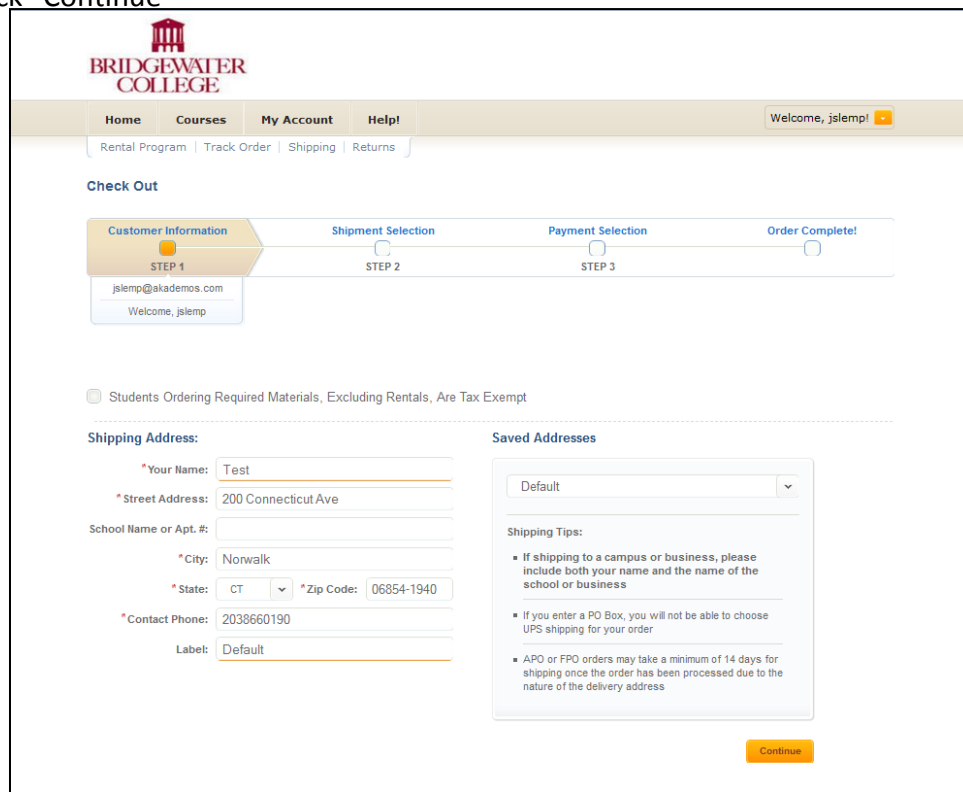 Continue
BRIDGEWATER
COLLEGE
Home Courses My Account Help!
Welcome, jslemp!
Rental Program | Track Order | Shipping | Returns
Check Out
Customer Information Shipment Selection Payment Selection Order Complete!
STEP 1 STEP 2 STEP 3
jslemp@akademos.com
Welcome, jslemp
Students Ordering Required Materials, Excluding Rentals, Are Tax Exempt
Shipping Address:
*Your Name: Test
*Street Address: 200 Connecticut Ave
School Name or Apt. #:
*City: Norwalk
*State: CT *Zip Code: 06854-1940
*Contact Phone: 2038660190
Label: Default
Saved Addresses
Default
Shipping Tips:
▪ If shipping to a campus or business, please
include both your name and the name of the
school or business
▪ If you enter a PO Box, you will not be able to choose
UPS shipping for your order
▪ APO or FPO orders may take a minimum of 14 days for
shipping once the order has been processed due to the
nature of the delivery address
Continue